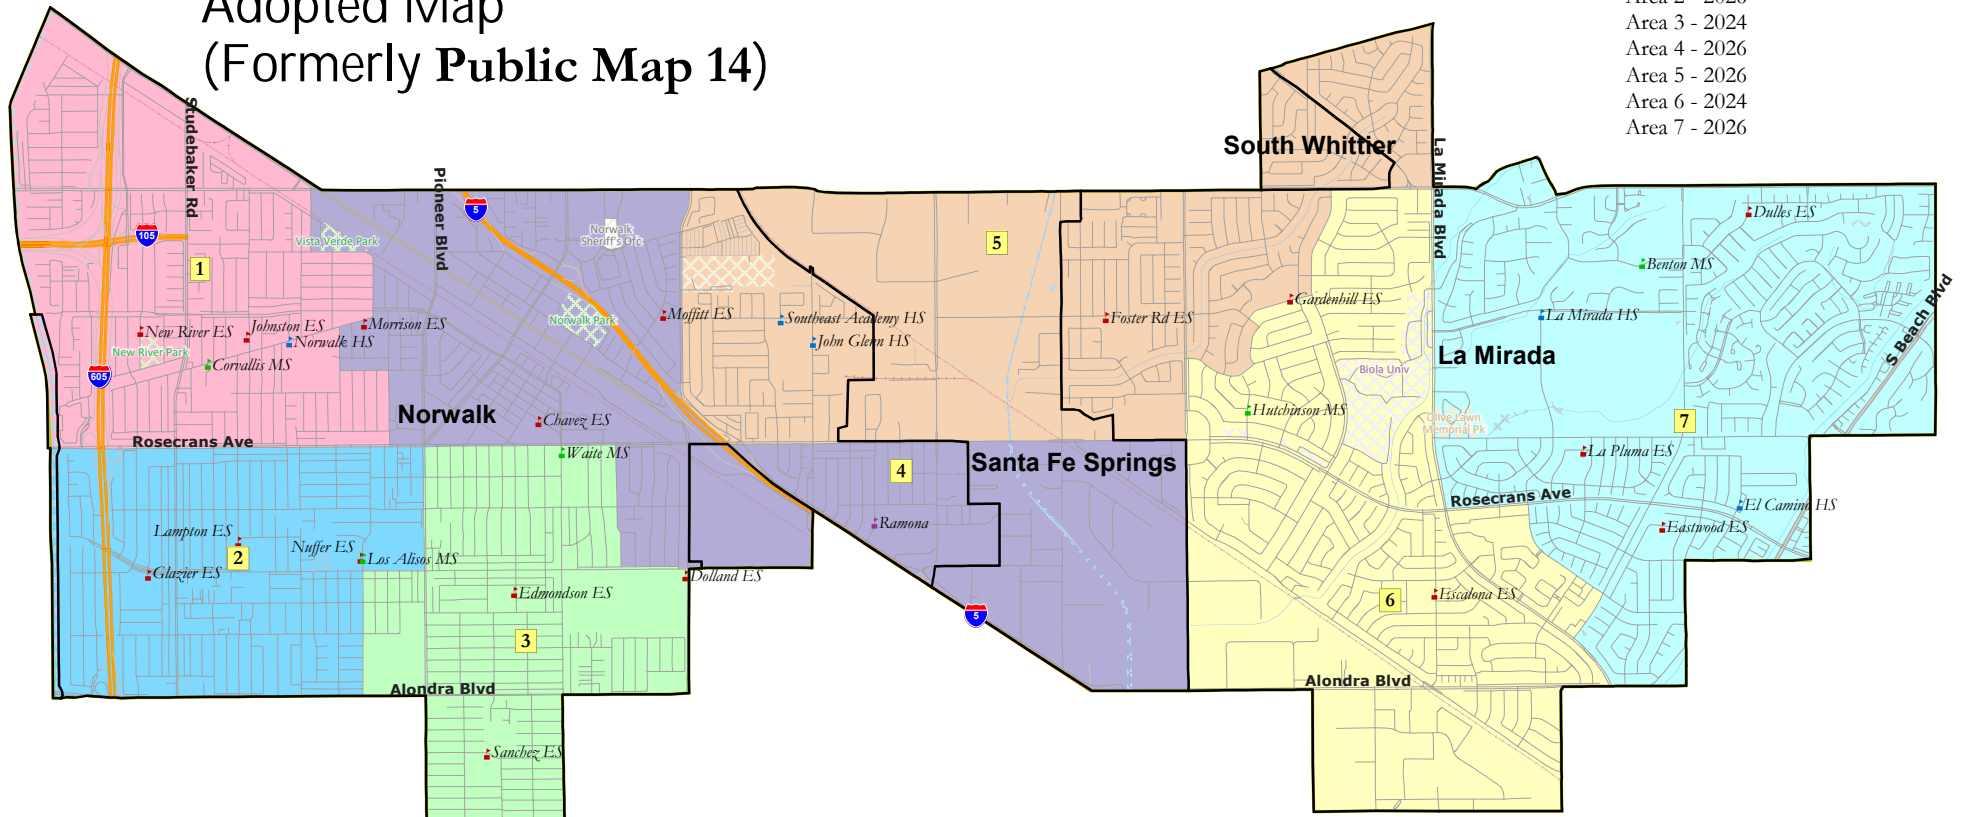 Adopted Map
(Formerly Public Map 14)
Area 2 - 2026
Area 3 - 2024
Area 4 - 2026
Area 5 - 2026
Area 6 - 2024
Area 7 - 2026
Studebaker Rd
Pioneer Blvd
South Whittier
La Mirada Blvd
5
105
Vista Verde Park
Norwalk
Sheriff's Ofc
5
1
Dulles ES
Benton MS
S Beach Blvd
New River ES
Johnston ES
Morrison ES
Norwalk HS
New River Park
Corvallis MS
605
Norwalk Park
Moffitt ES
Southeast Academy HS
John Glenn HS
Foster Rd ES
Gardenhill ES
La Mirada HS
La Mirada
Biola Univ
Norwalk
Chavez ES
Hutchinson MS
Olive Lawn
Memorial Pk
7
Rosecrans Ave
Waite MS
4
Santa Fe Springs
La Pluma ES
Rosecrans Ave
El Camino HS
Eastwood ES
Ramona
Lampton ES
2
Nuffer ES
Los Alisos MS
Glazier ES
Dolland ES
Edmondson ES
3
5
6
Escalona ES
Alondra Blvd
Alondra Blvd
Sanchez ES